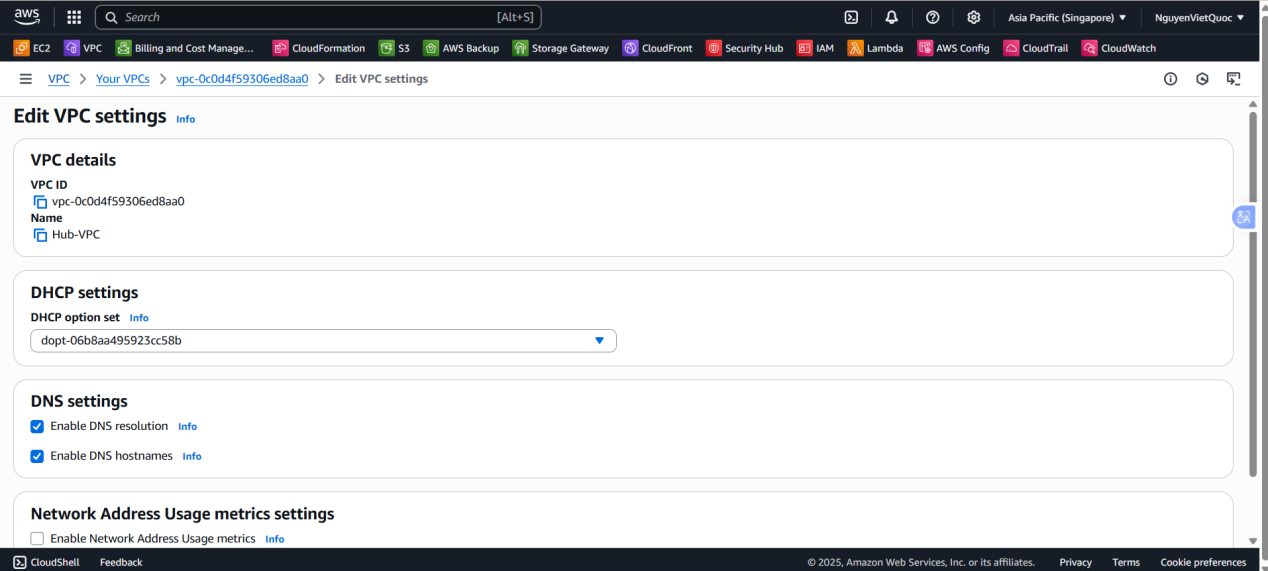 aws
Search [Alt+S]
Asia Pacific (Singapore) NguyenVietQuoc
EC2 VPC Billing and Cost Manage... CloudFormation S3 AWS Backup Storage Gateway CloudFront Security Hub IAM Lambda AWS Config CloudTrail CloudWatch
VPC Your VPCs vpc-0c0d4f59306ed8aa0 Edit VPC settings
Edit VPC settings Info
VPC details
VPC ID
vpc-0c0d4f59306ed8aa0
Name
Hub-VPC
DHCP settings
DHCP option set Info
dopt-06b8aa495923cc58b
DNS settings
Enable DNS resolution Info
Enable DNS hostnames Info
Network Address Usage metrics settings
Enable Network Address Usage metrics Info
CloudShell Feedback © 2025, Amazon Web Services, Inc. or its affiliates. Privacy Terms Cookie preferences